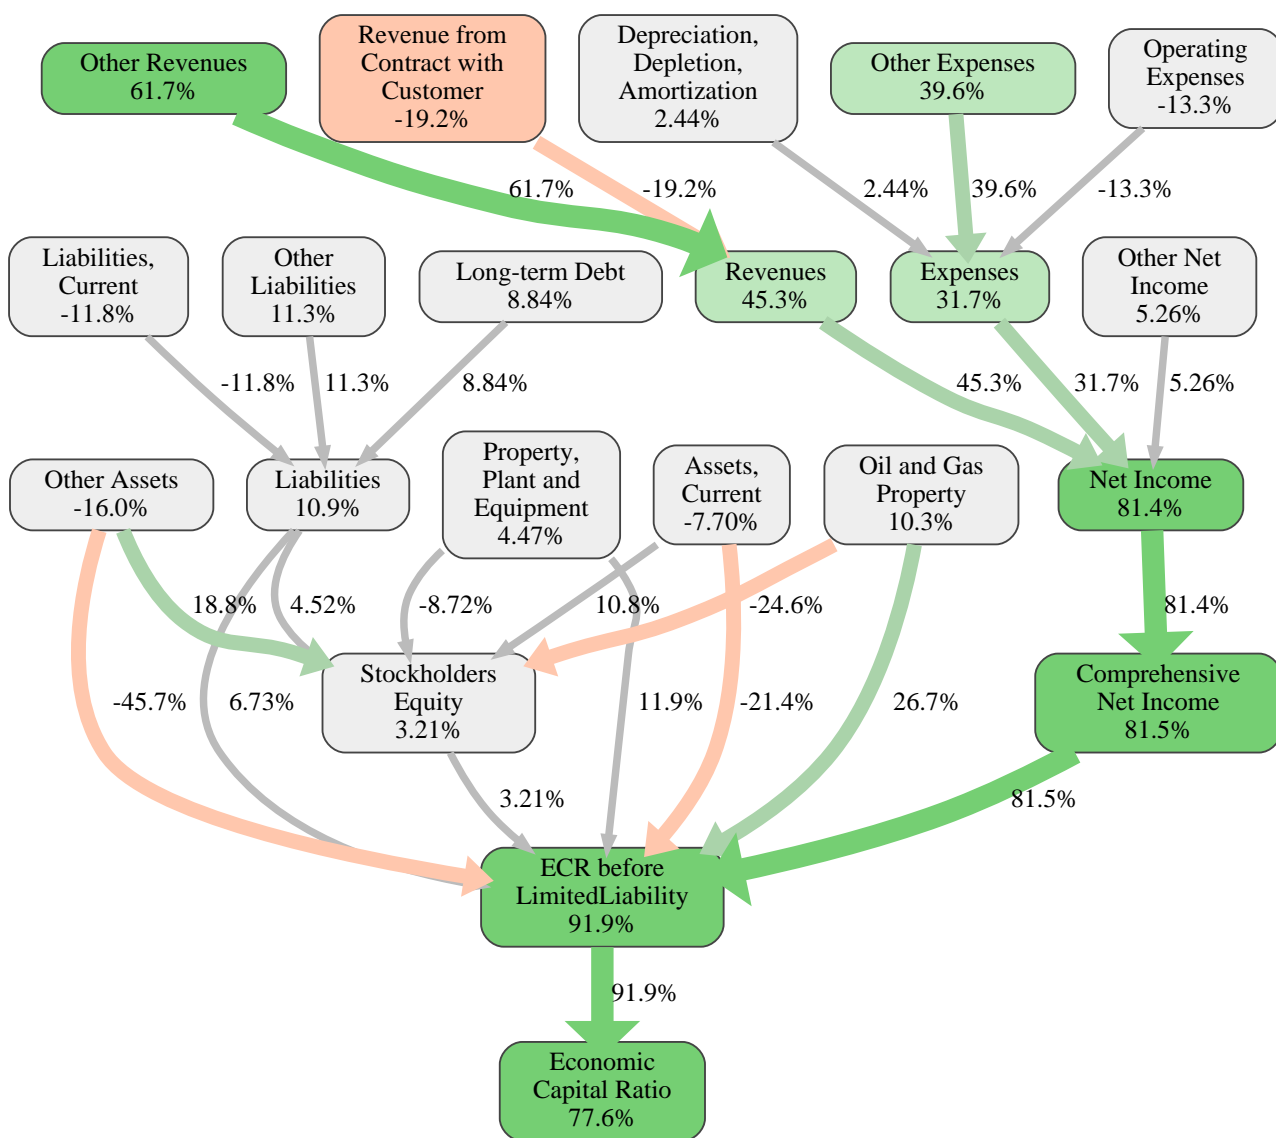 Other Revenues
61.7%
Revenue from
Contract with
Customer
-19.2%
Depreciation,
Depletion,
Amortization
2.44%
Other Expenses
39.6%
Operating
Expenses
-13.3%
61.7%
-19.2%
2.44%
39.6%
-13.3%
Liabilities,
Current
-11.8%
Other
Liabilities
11.3%
Long-term Debt
8.84%
Revenues
45.3%
Expenses
31.7%
Other Net
Income
5.26%
-11.8%
11.3%
8.84%
45.3%
31.7%
5.26%
Other Assets
-16.0%
Liabilities
10.9%
Property,
Plant and
Equipment
4.47%
Assets,
Current
-7.70%
Oil and Gas
Property
10.3%
Net Income
81.4%
18.8%
4.52%
-8.72%
10.8%
-24.6%
81.4%
Stockholders
Equity
3.21%
Comprehensive
Net Income
81.5%
-45.7%
6.73%
11.9%
-21.4%
26.7%
3.21%
81.5%
ECR before
LimitedLiability
91.9%
91.9%
Economic
Capital Ratio
77.6%